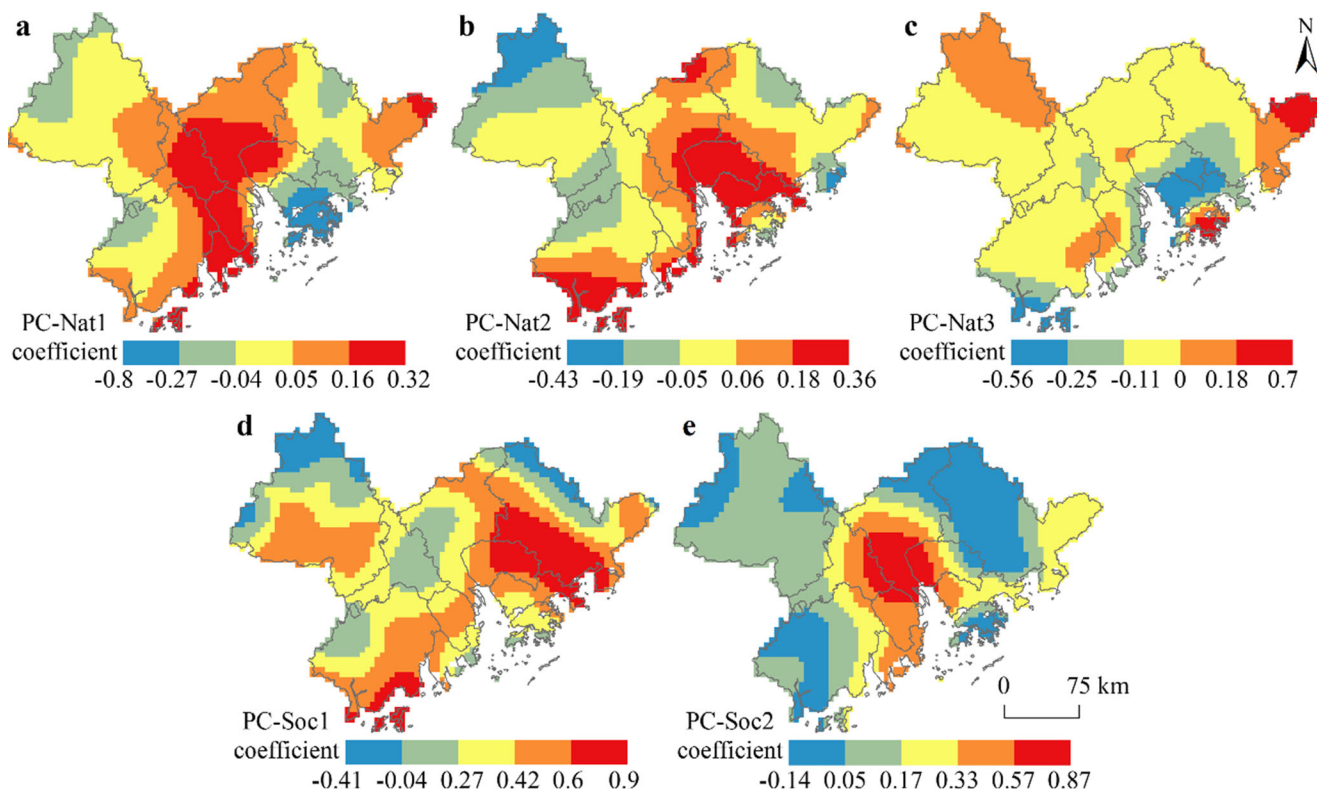 a
b
c
N
PC-Nat1
coefficient
-0.8 -0.27 -0.04 0.05 0.16 0.32
PC-Nat2
coefficient
-0.43 -0.19 -0.05 0.06 0.18 0.36
PC-Nat3
coefficient
-0.56 -0.25 -0.11 0 0.18 0.7
d
e
0 75 km
PC-Soc1
coefficient
-0.41 -0.04 0.27 0.42 0.6 0.9
PC-Soc2
coefficient
-0.14 0.05 0.17 0.33 0.57 0.87